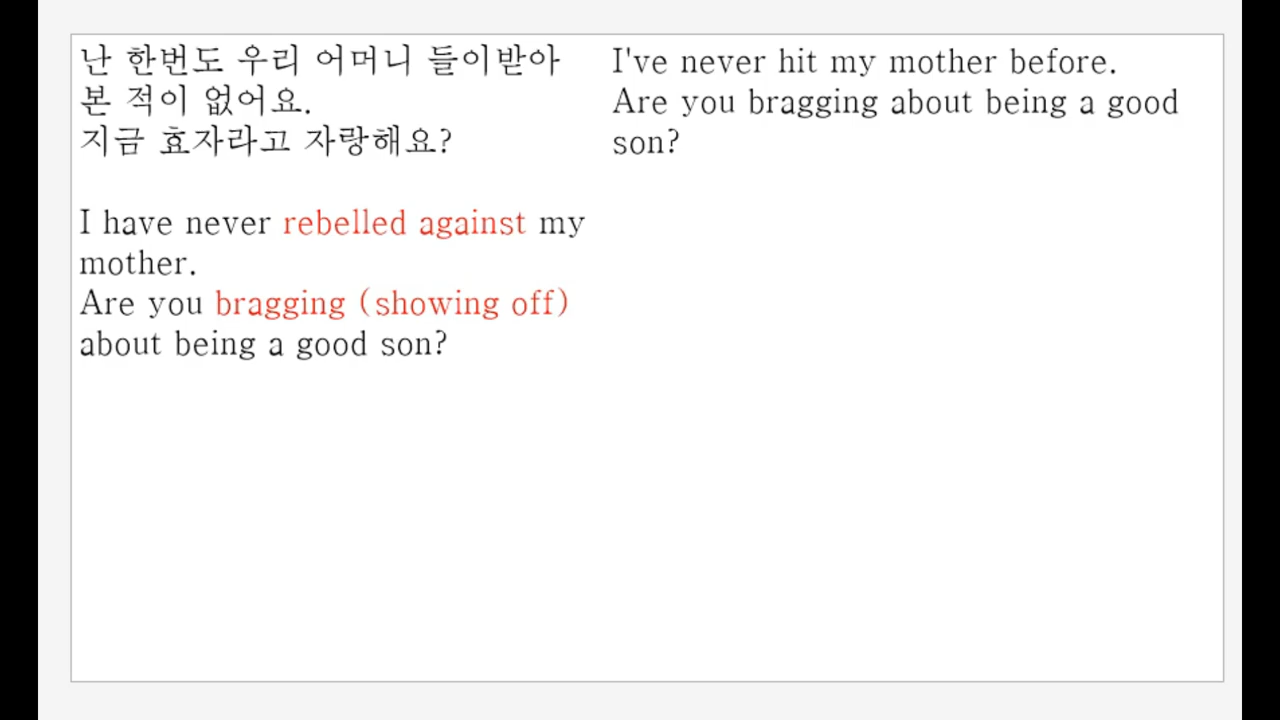 난 한번도 우리 어머니 들이받아
본 적이 없어요.
지금 효자라고 자랑해요?
I have never rebelled against my
mother.
Are you bragging (showing off)
about being a good son?
I've never hit my mother before.
Are you bragging about being a good
son?